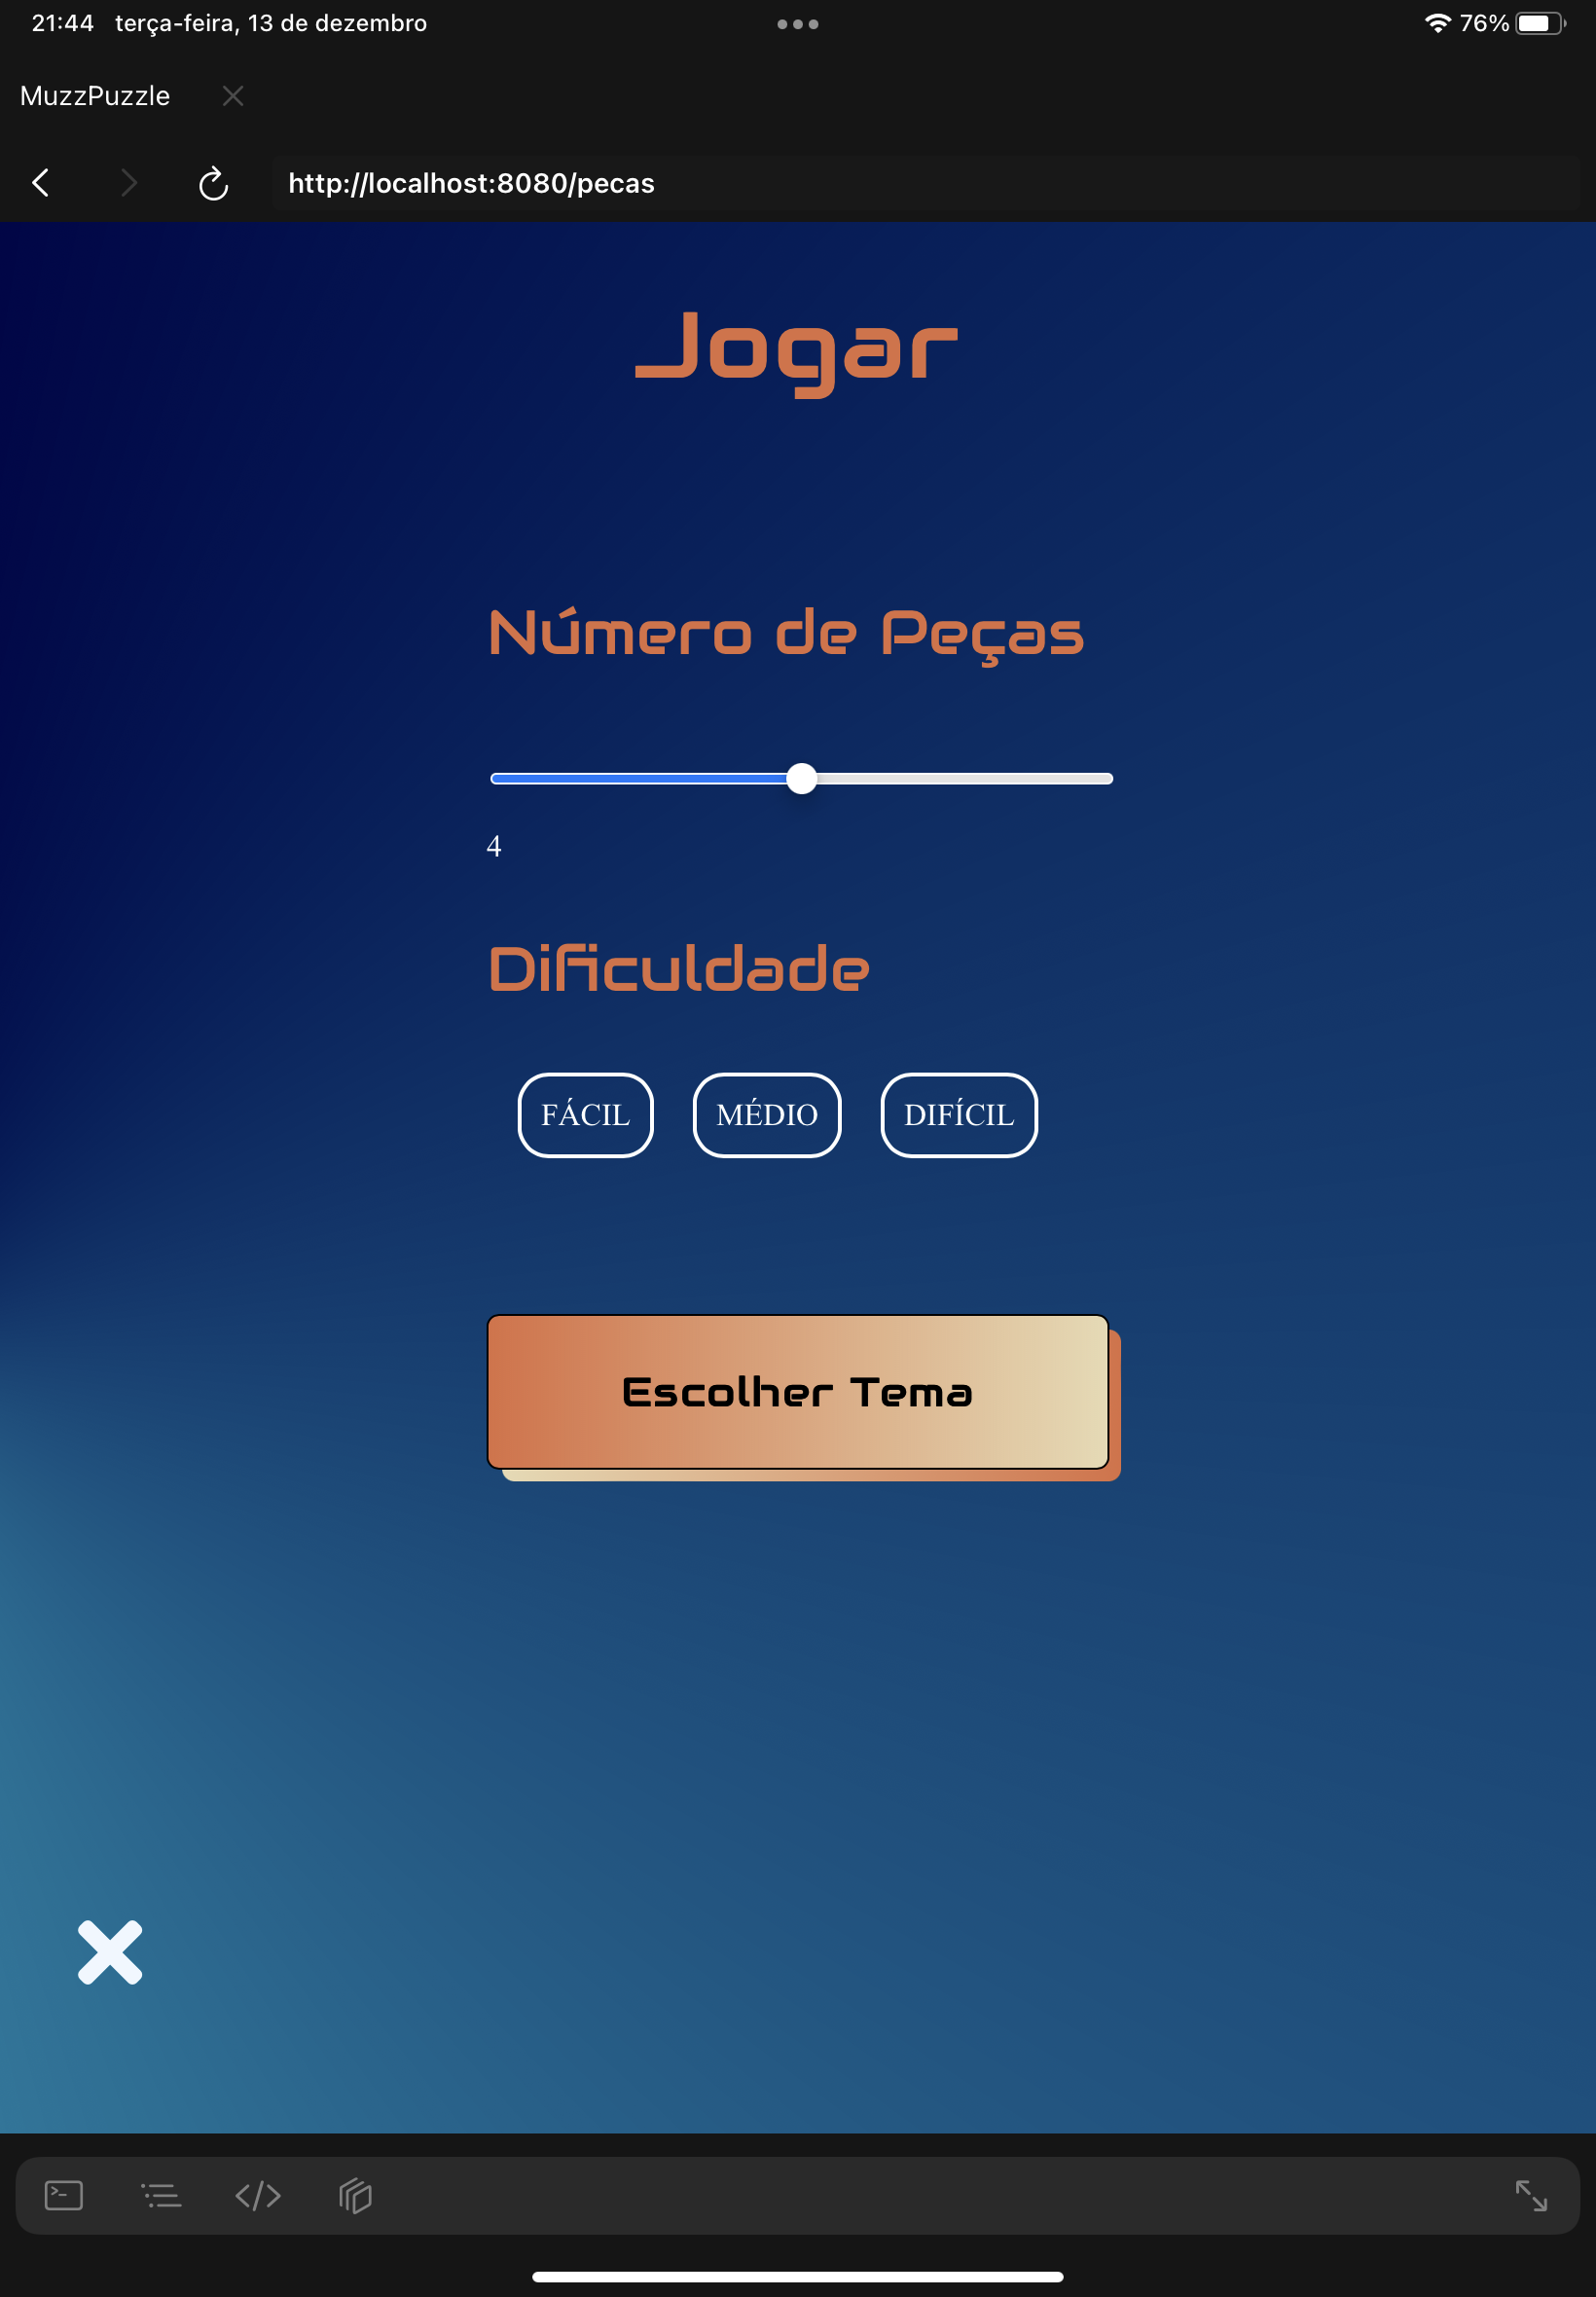 21:44 terça-feira, 13 de dezembro 76%
MuzzPuzzle
http://localhost:8080/pecas
Jogar
Número de Peças
4
Dificuldade
FÁCIL MÉDIO DIFÍCIL
Escolher Tema